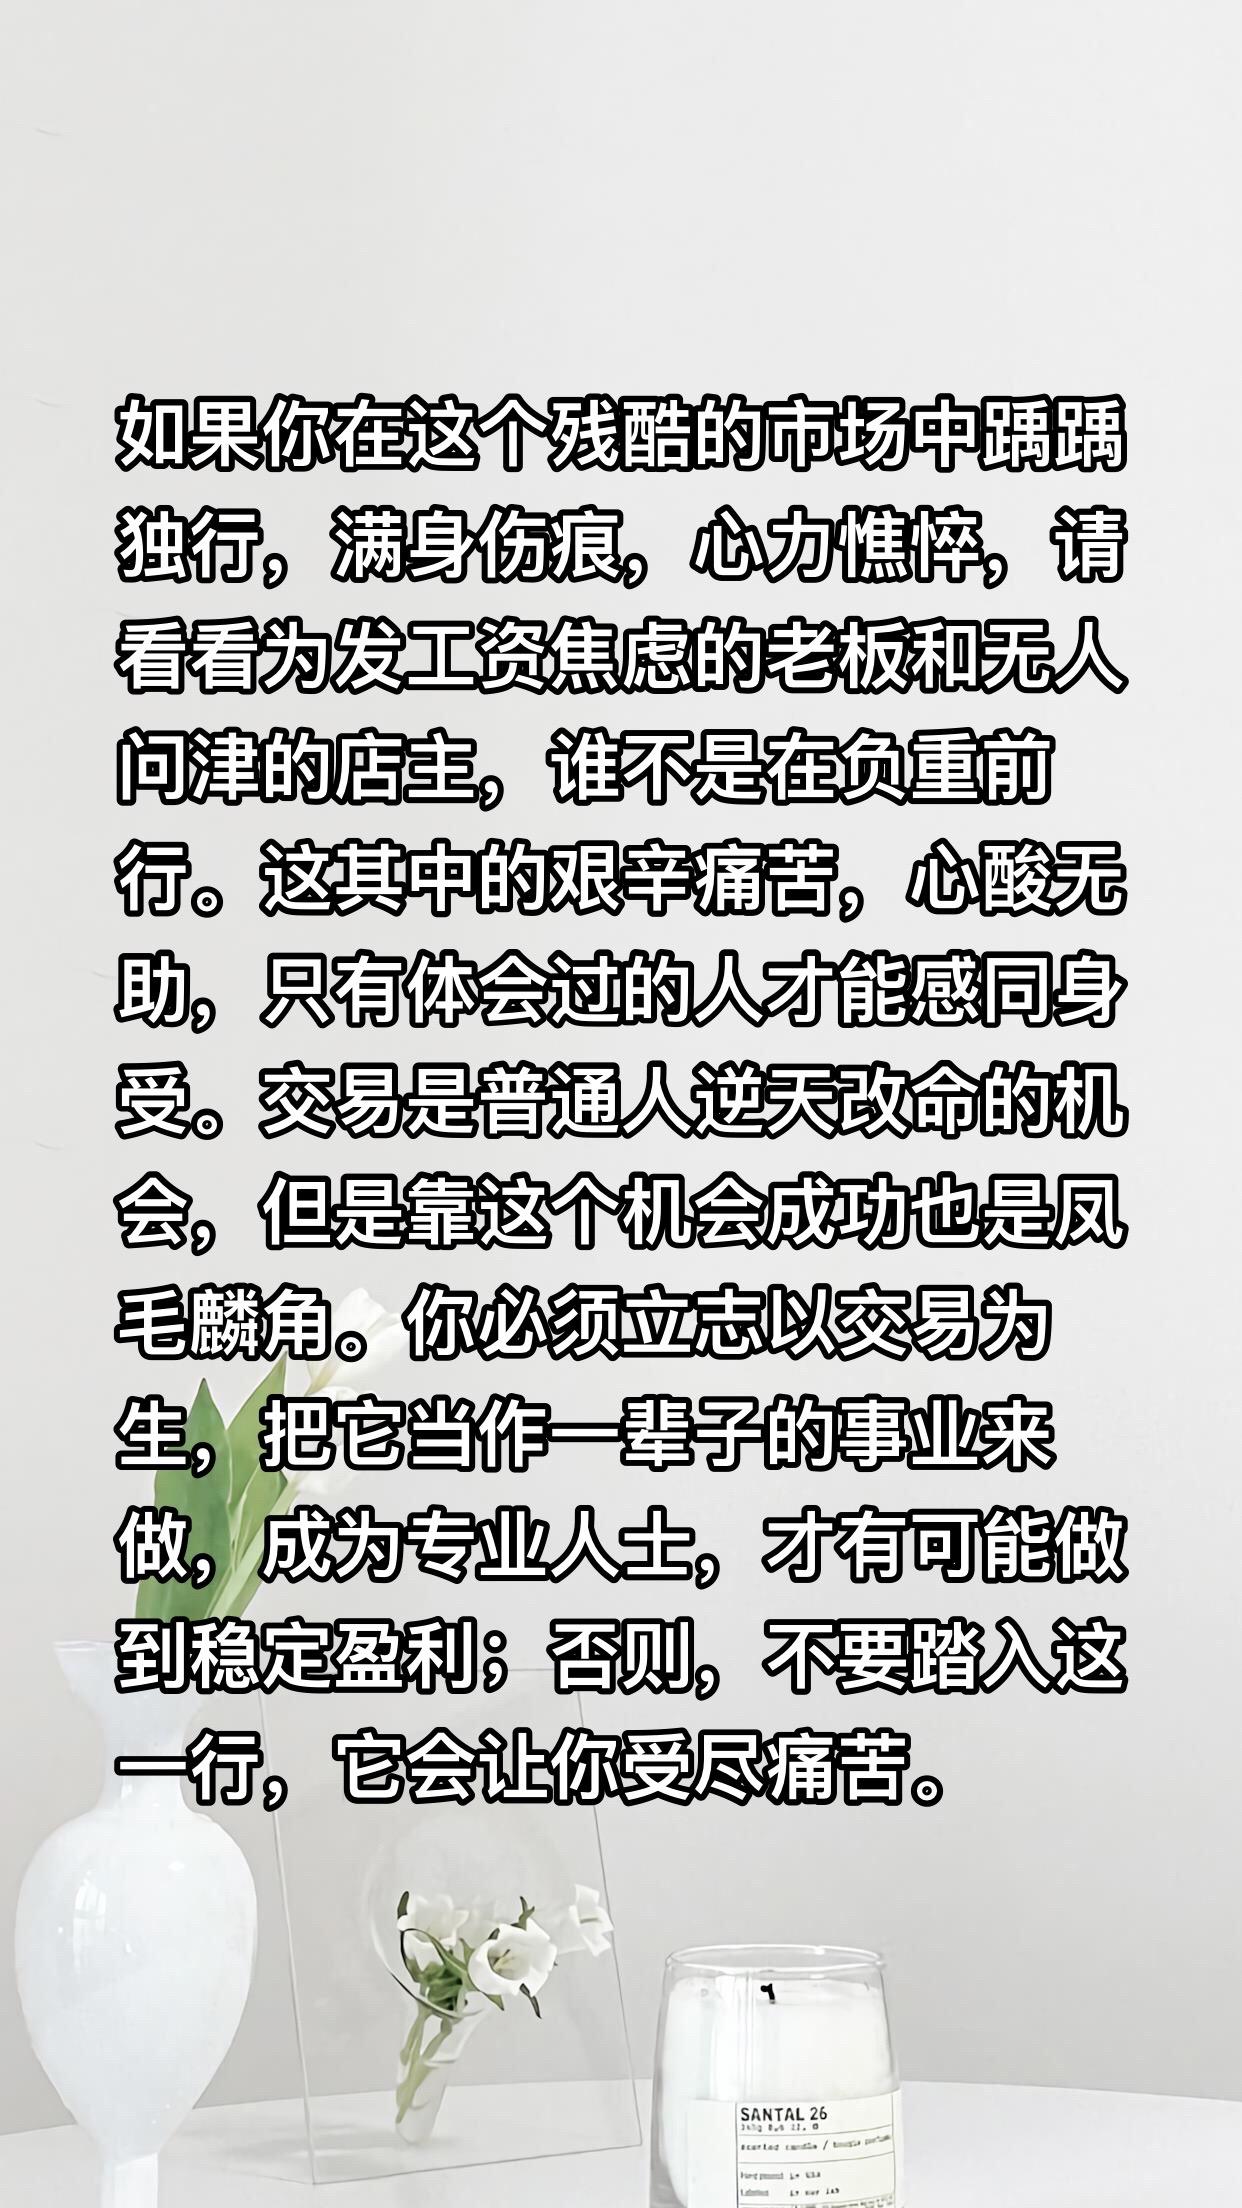 如果你在这个残酷的市场中踽踽
独行，满身伤痕，心力憔悴，请
看看为发工资焦虑的老板和无人
问津的店主，谁不是在负重前
行。这其中的艰辛痛苦，心酸无
助，只有体会过的人才能感同身
受。交易是普通人逆天改命的机
会，但是靠这个机会成功也是凤
毛麟角。你必须立志以交易为
生，把它当作一辈子的事业来
做，成为专业人士，才有可能做
到稳定盈利；否则，不要踏入这
一行，它会让你受尽痛苦。
SANTAL 26